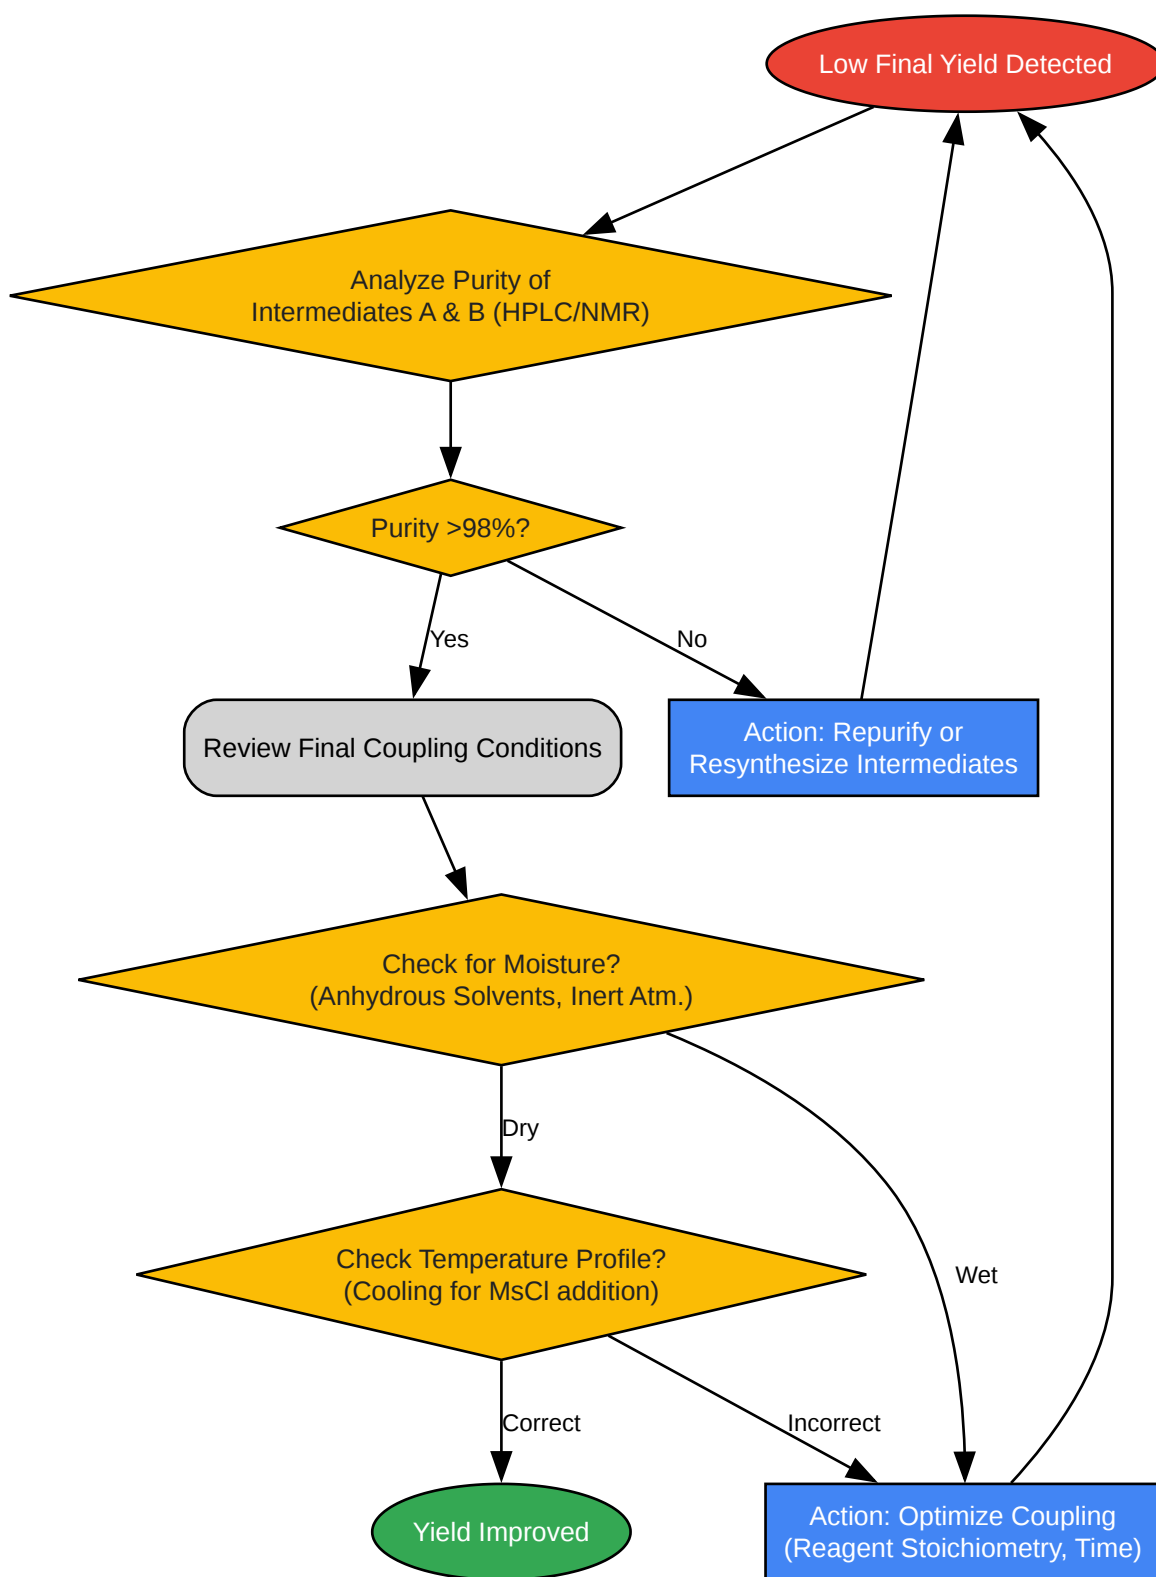 Low Final Yield Detected
Analyze Purity of
Intermediates A & B (HPLC/NMR)
Purity >98%?
Yes
No
Review Final Coupling Conditions
Action: Repurify or
Resynthesize Intermediates
Check for Moisture?
(Anhydrous Solvents, Inert Atm.)
Dry
Check Temperature Profile?
(Cooling for MsCl addition)
Wet
Correct
Incorrect
Yield Improved
Action: Optimize Coupling
(Reagent Stoichiometry, Time)